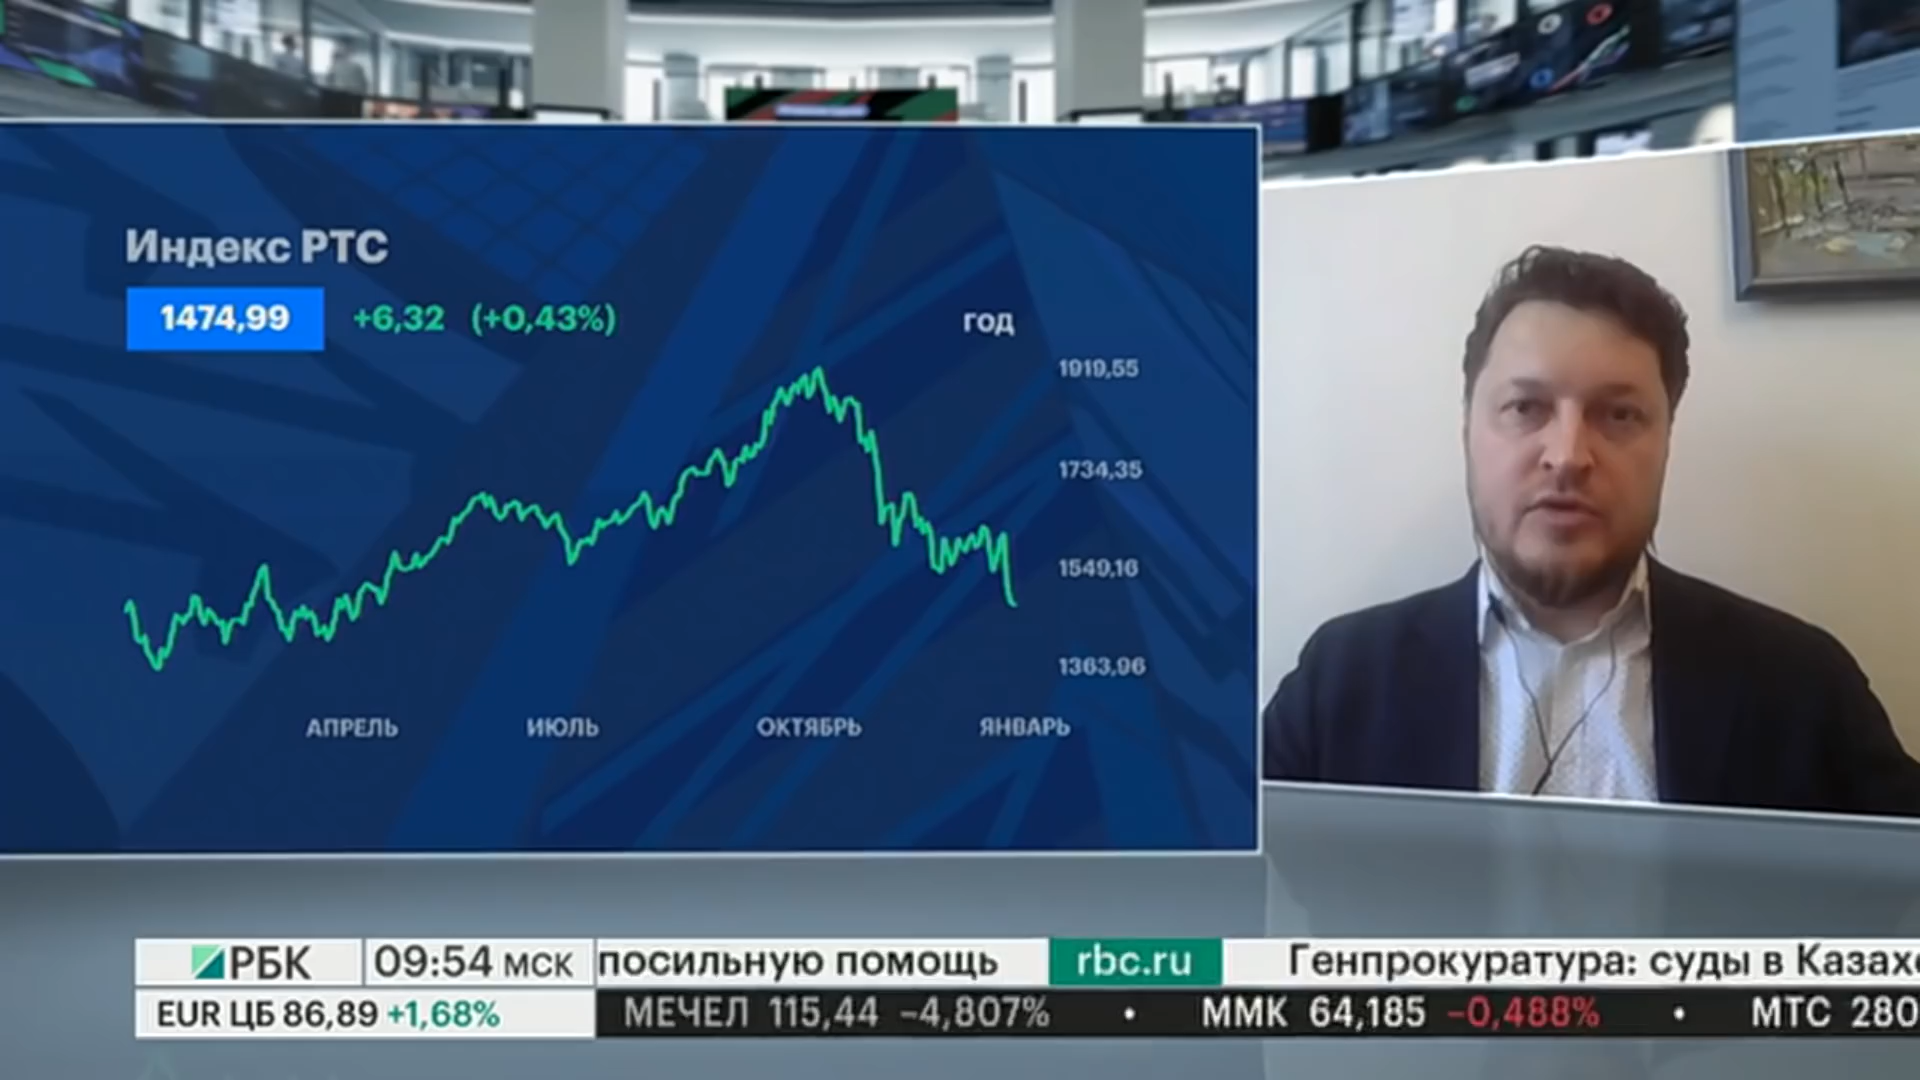 Индекс РТС
1474,99 +6,32 (+0,43%)
год
1919,55
1734,35
1549,16
1363,96
АПРЕЛЬ ИЮЛЬ ОКТЯБРЬ ЯНВАРЬ
РБК 09:54 МСК посильную помощь rbc.ru Генпрокуратура: суды в Казахс
EUR ЦБ 86,89 +1,68% МЕЧЕЛ 115,44 −4,807% • ММК 64,185 −0,488% • МТС 280